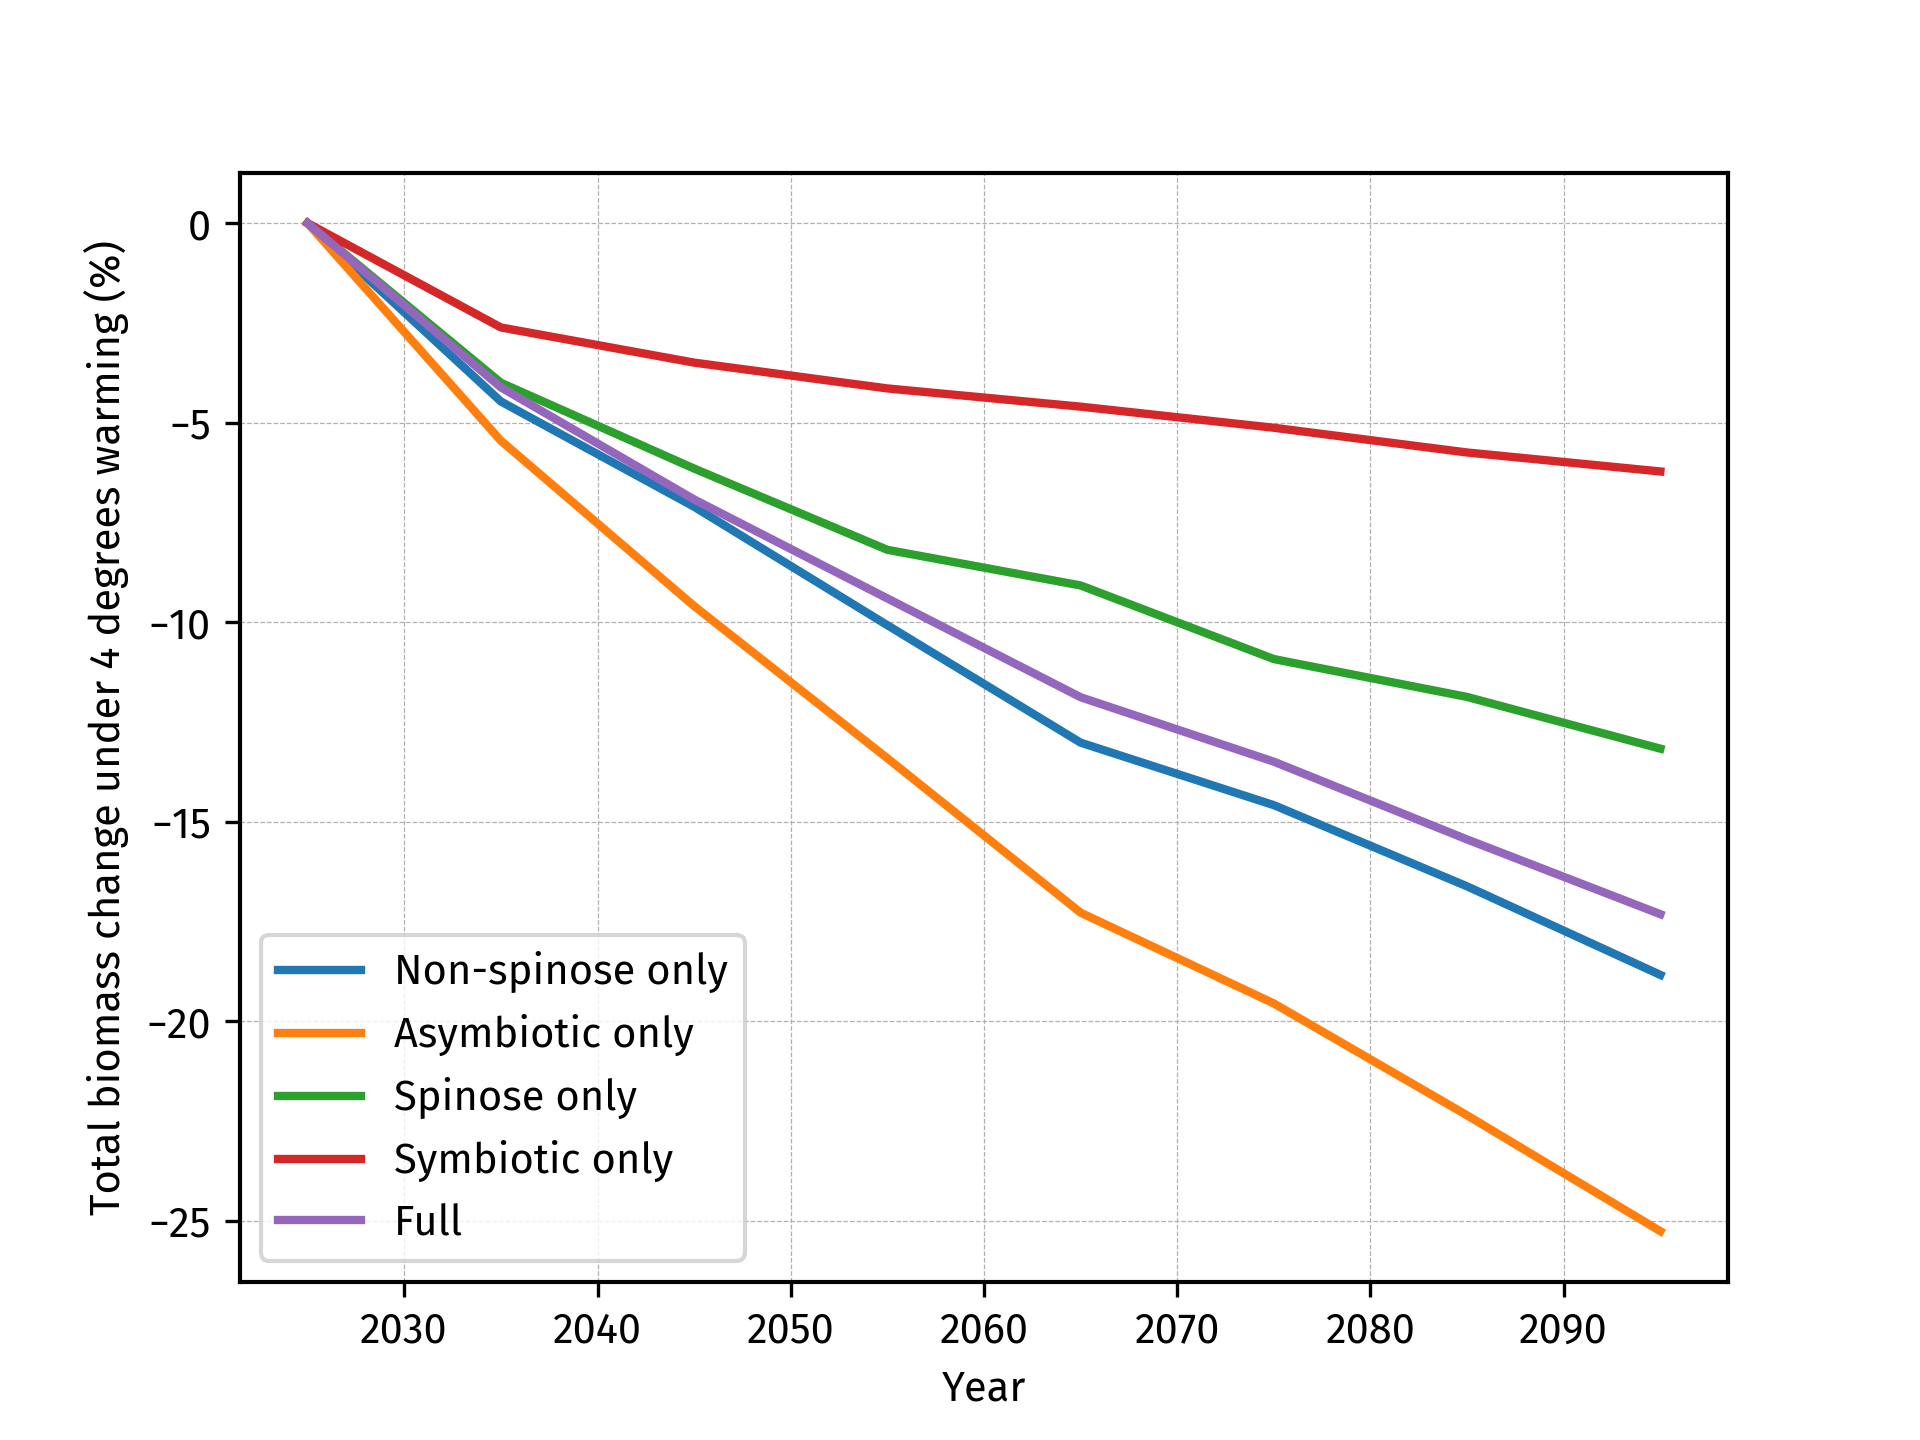 Total biomass change under 4 degrees warming (%)
0
−5
−10
−15
−20
−25
Non-spinose only
Asymbiotic only
Spinose only
Symbiotic only
Full
2030 2040 2050 2060 2070 2080 2090
Year